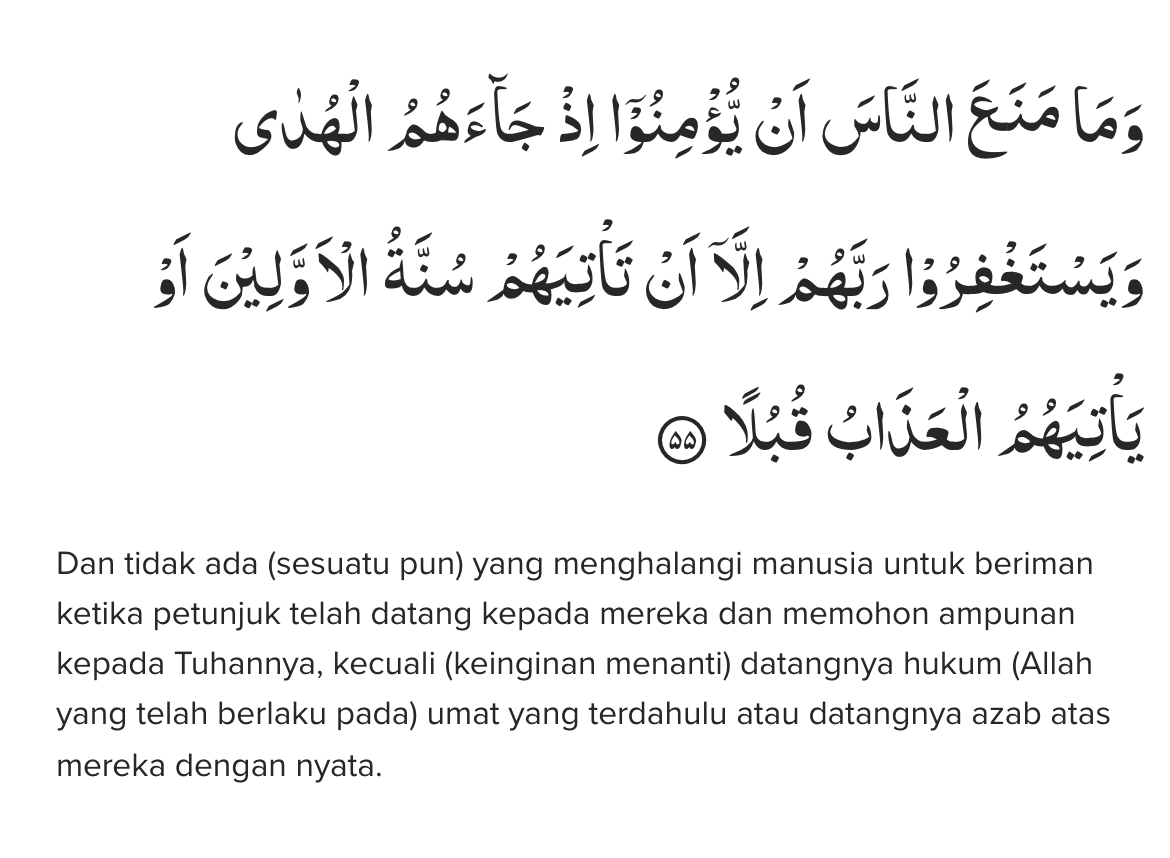 وَمَا مَنَعَ النَّاسَ اَنْ يُّؤْمِنُوْٓا اِذْ جَاۤءَهُمُ الْهُدٰى
وَيَسْتَغْفِرُوْا رَبَّهُمْ اِلَّآ اَنْ تَأْتِيَهُمْ سُنَّةُ الْاَوَّلِيْنَ اَوْ
يَأْتِيَهُمُ الْعَذَابُ قُبُلًا ۵۵
Dan tidak ada (sesuatu pun) yang menghalangi manusia untuk beriman
ketika petunjuk telah datang kepada mereka dan memohon ampunan
kepada Tuhannya, kecuali (keinginan menanti) datangnya hukum (Allah
yang telah berlaku pada) umat yang terdahulu atau datangnya azab atas
mereka dengan nyata.